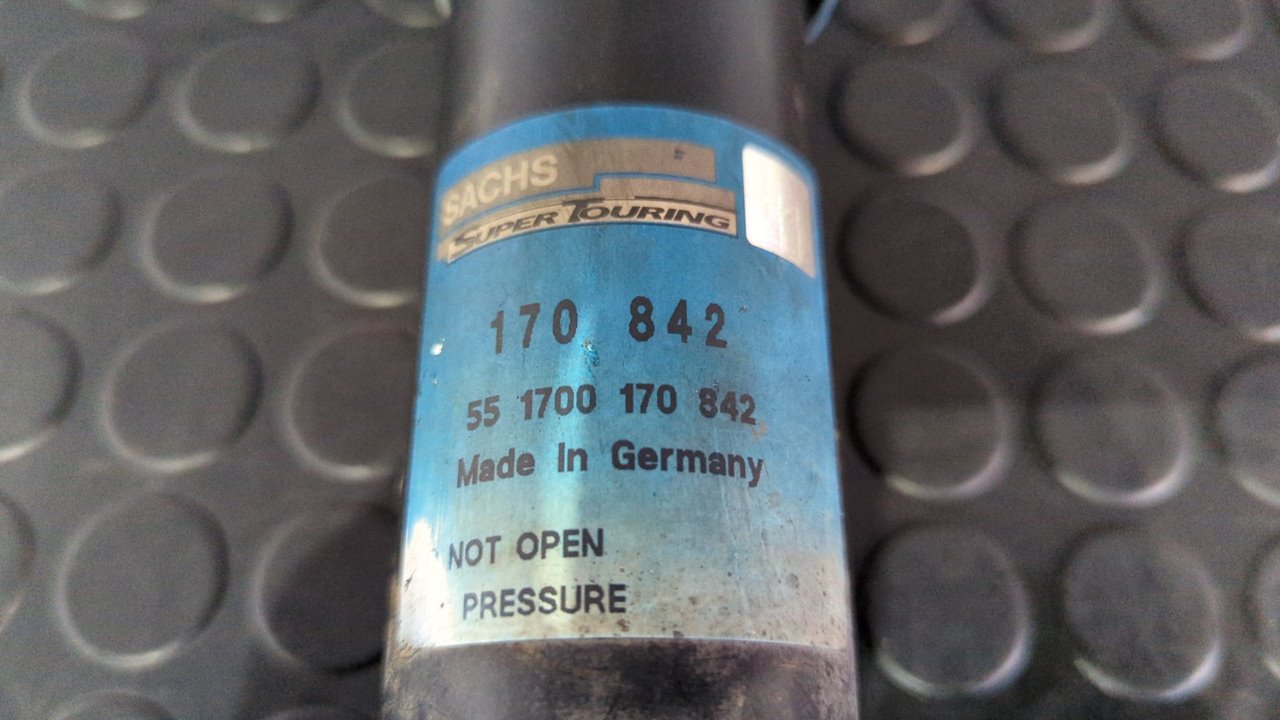 SACHS
SUPER TOURING
170 842
55 1700 170 842
Made In Germany
NOT OPEN
PRESSURE